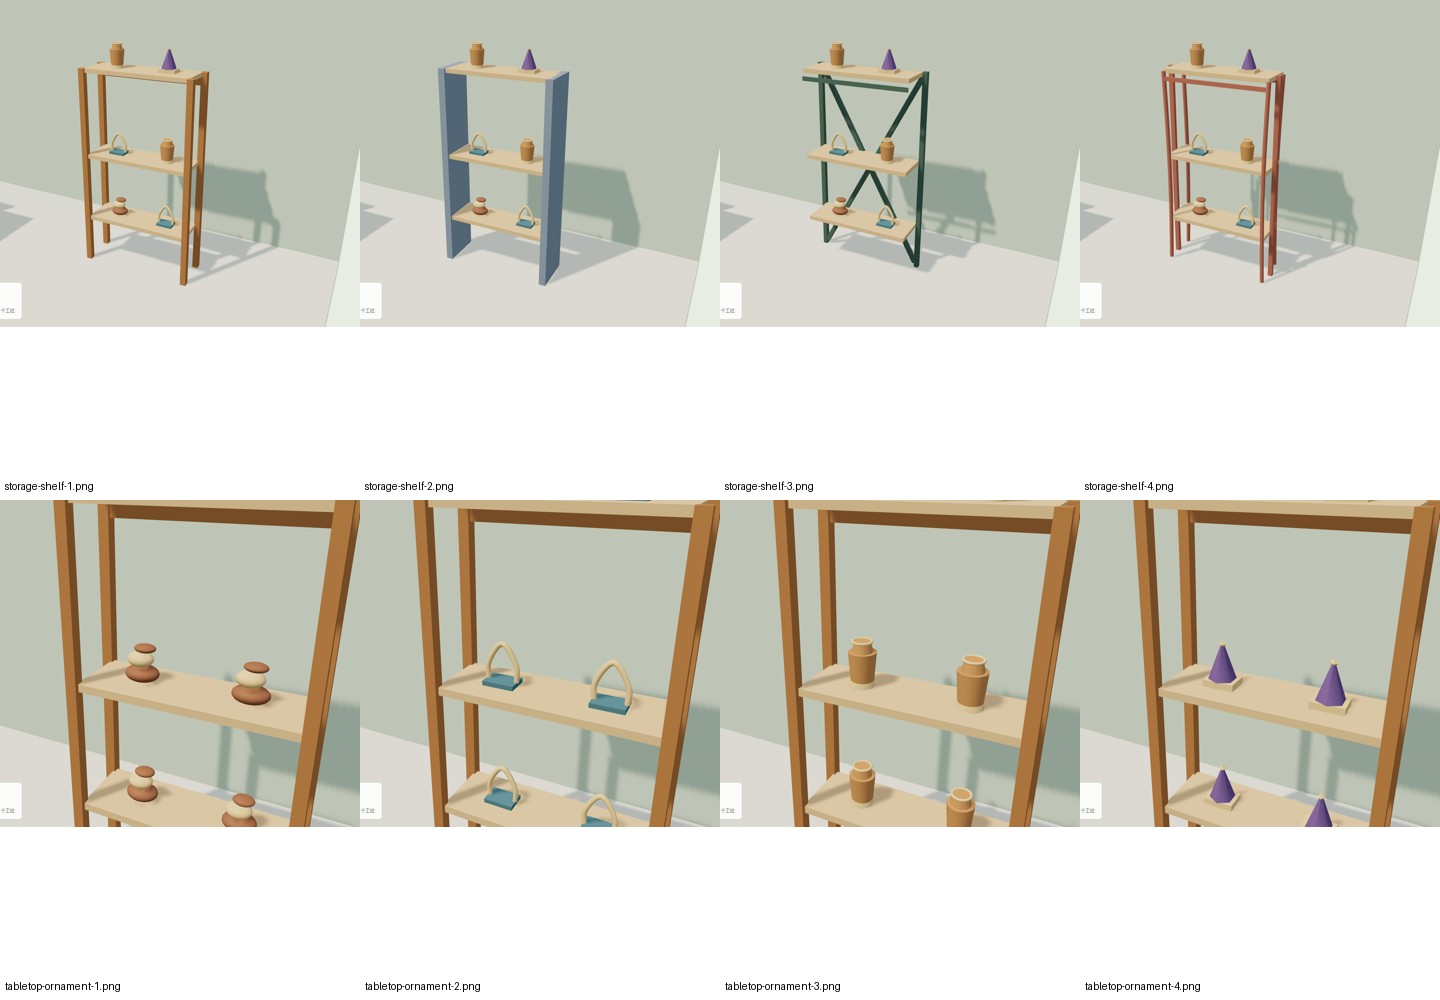 storage-shelf-1.png
storage-shelf-2.png
storage-shelf-3.png
storage-shelf-4.png
tabletop-ornament-1.png
tabletop-ornament-2.png
tabletop-ornament-3.png
tabletop-ornament-4.png